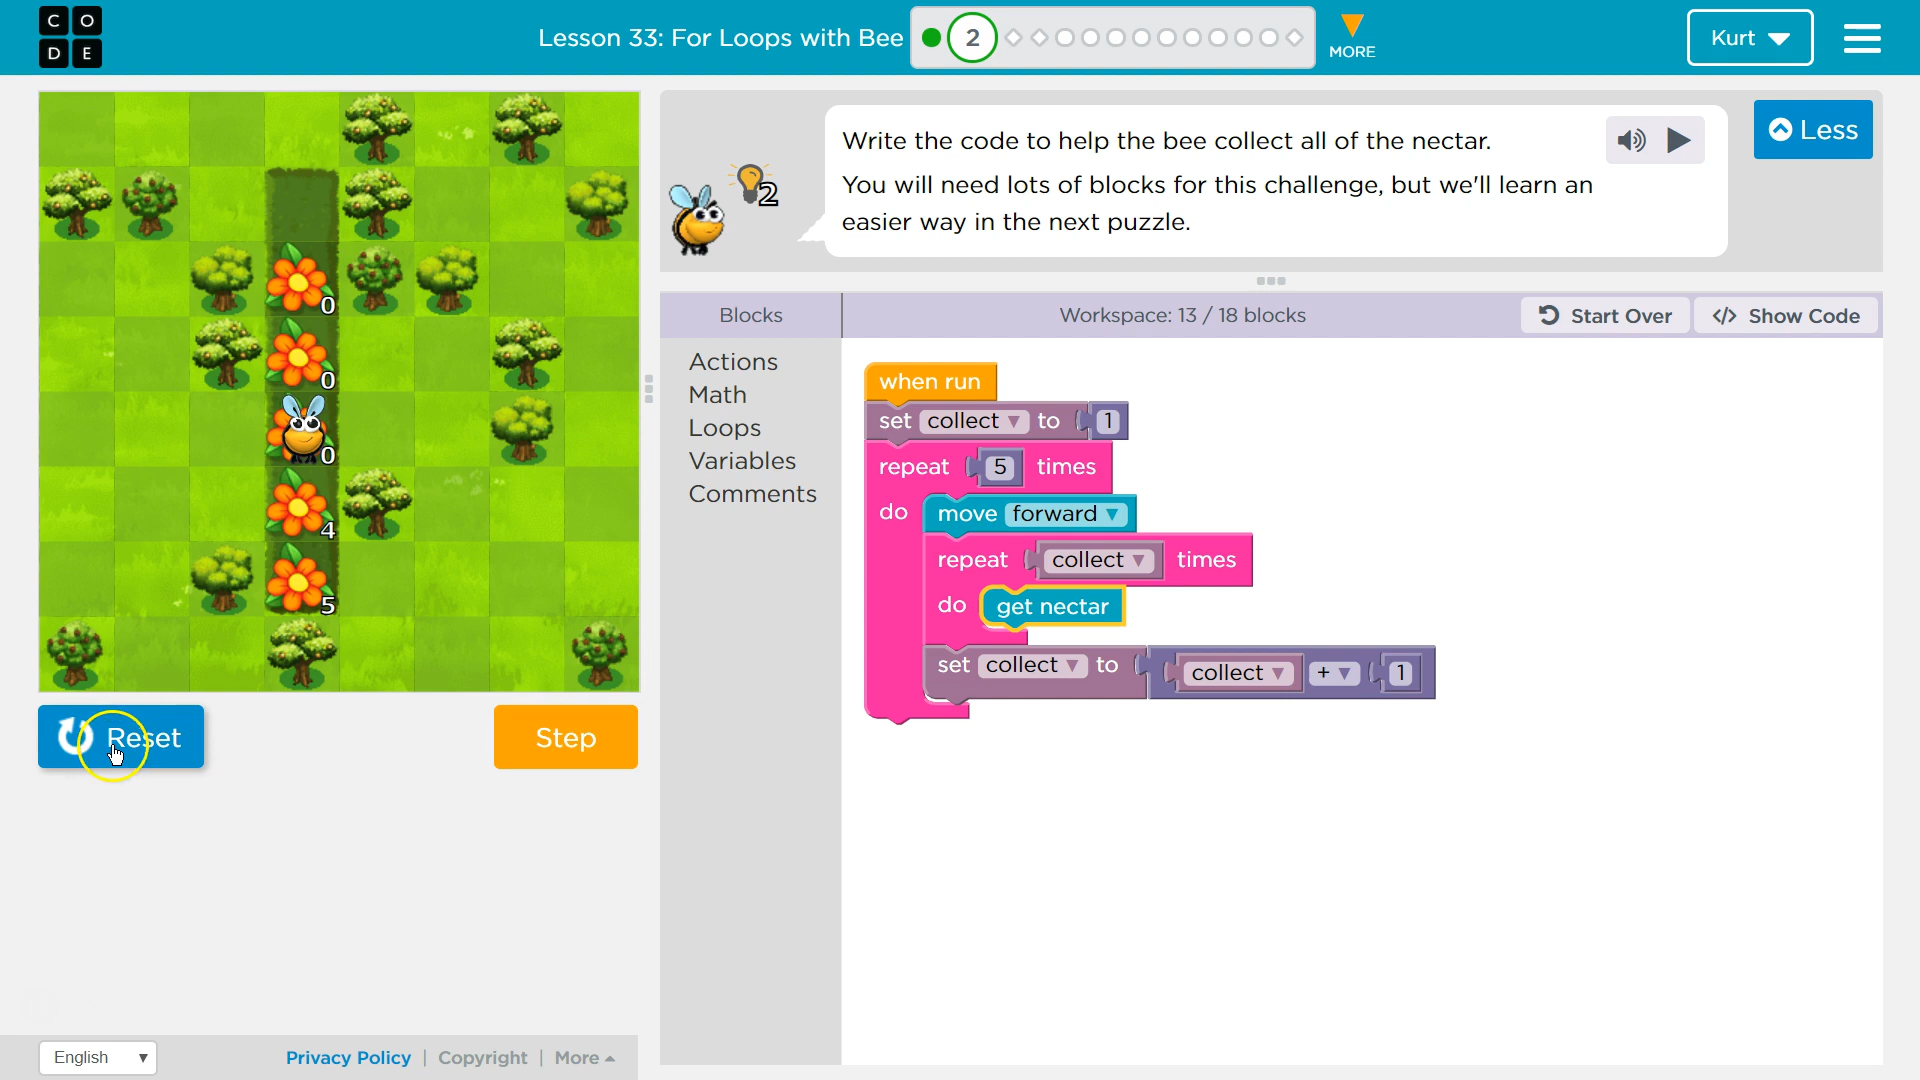 C O
D E
Lesson 33: For Loops with Bee
2
MORE
Kurt
2
Write the code to help the bee collect all of the nectar.
You will need lots of blocks for this challenge, but we'll learn an
easier way in the next puzzle.
Less
0
0
0
4
5
Reset
Step
Blocks
Workspace: 13 / 18 blocks
Start Over
</> Show Code
Actions
Math
Loops
Variables
Comments
when run
set collect to 1
repeat 5 times
do move forward
repeat collect times
do get nectar
set collect to collect + 1
English
Privacy Policy | Copyright | More